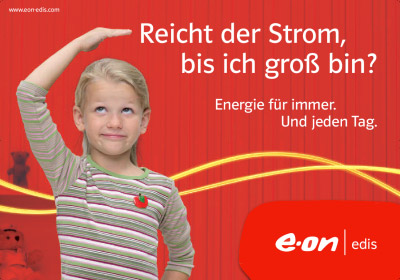 www.eon-edis.com
Reicht der Strom,
bis ich groß bin?
Energie für immer.
Und jeden Tag.
e·on | edis